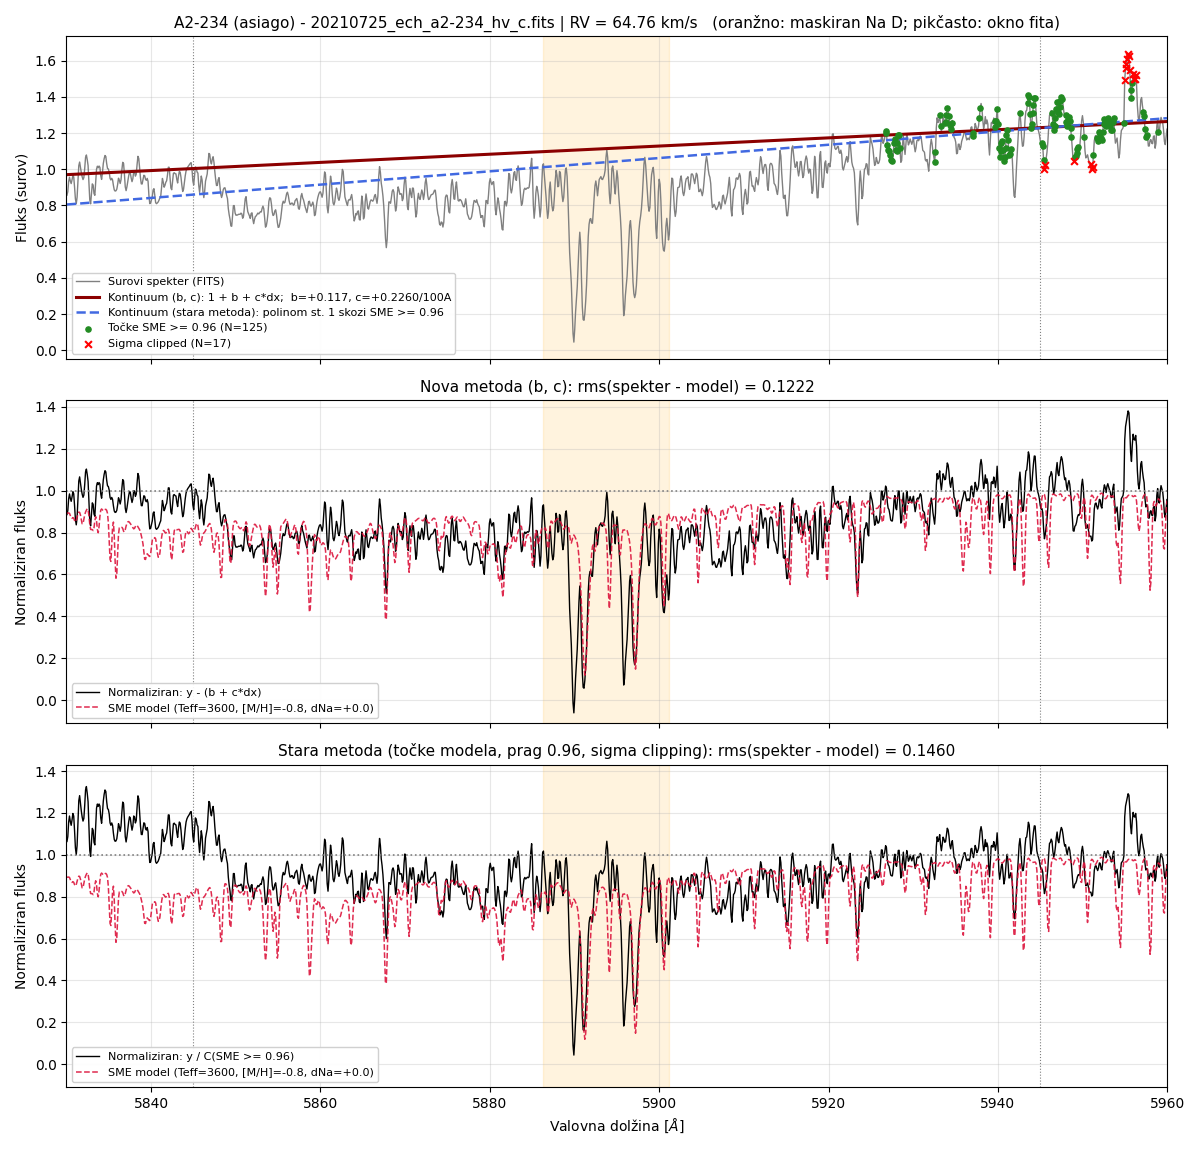 A2-234 (asiago) - 20210725_ech_a2-234_hv_c.fits | RV = 64.76 km/s   (oranžno: maskiran Na D; pikčasto: okno fita)
Fluks (surov)
1.6
1.4
1.2
1.0
0.8
0.6
0.4
0.2
0.0
Surovi spekter (FITS)
Kontinuum (b, c): 1 + b + c*dx;  b=+0.117, c=+0.2260/100A
Kontinuum (stara metoda): polinom st. 1 skozi SME >= 0.96
Točke SME >= 0.96 (N=125)
Sigma clipped (N=17)
Nova metoda (b, c): rms(spekter - model) = 0.1222
Normaliziran fluks
1.4
1.2
1.0
0.8
0.6
0.4
0.2
0.0
Normaliziran: y - (b + c*dx)
SME model (Teff=3600, [M/H]=-0.8, dNa=+0.0)
Stara metoda (točke modela, prag 0.96, sigma clipping): rms(spekter - model) = 0.1460
Normaliziran fluks
1.4
1.2
1.0
0.8
0.6
0.4
0.2
0.0
Normaliziran: y / C(SME >= 0.96)
SME model (Teff=3600, [M/H]=-0.8, dNa=+0.0)
5840 5860 5880 5900 5920 5940 5960
Valovna dolžina [Å]